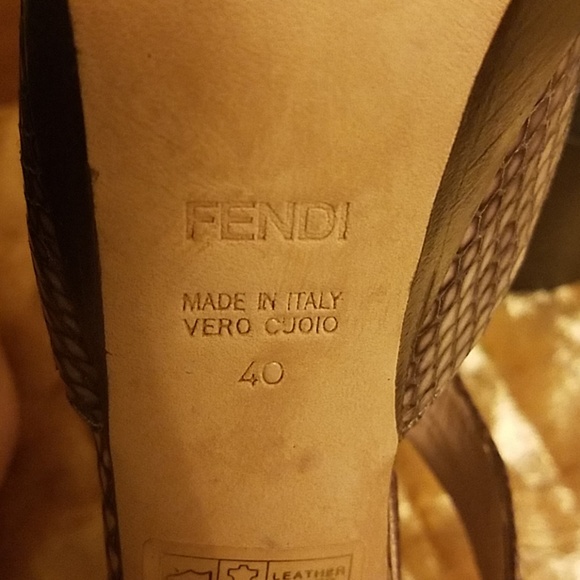 FENDI
MADE IN ITALY
VERO CUOIO
40
LEATHER